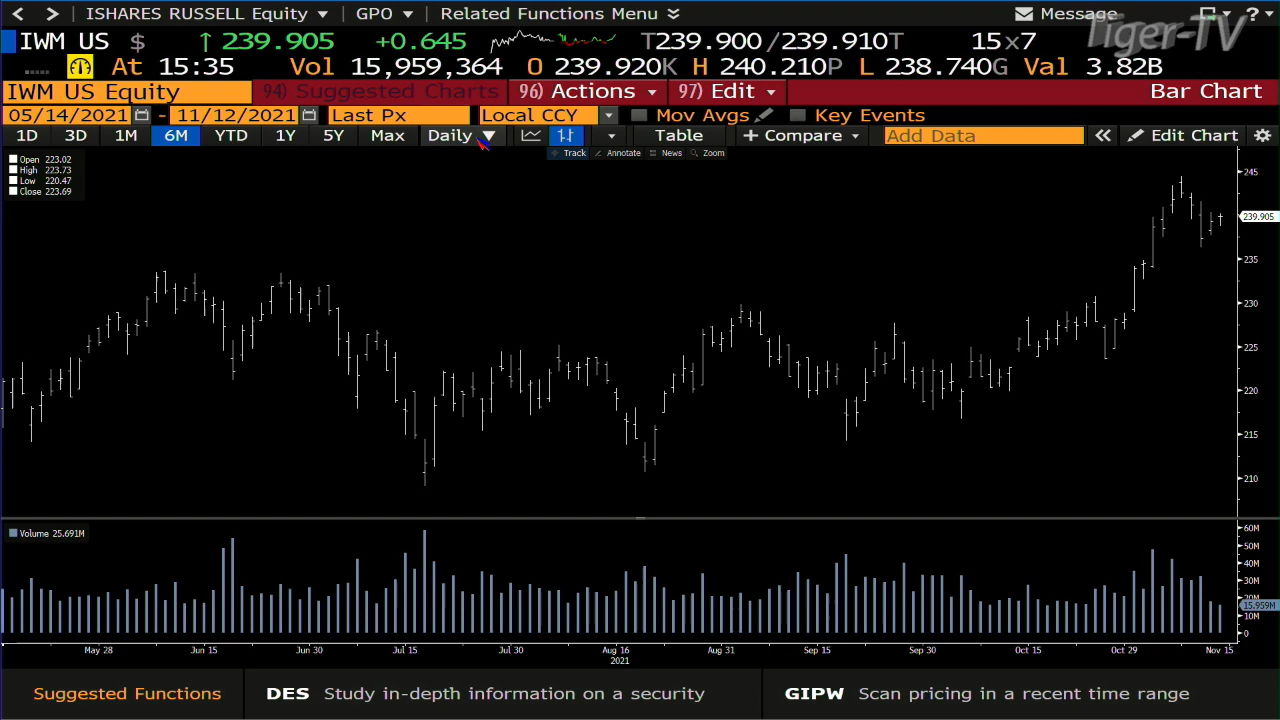 ISHARES RUSSELL Equity GPO Related Functions Menu Message ?
Tiger-TV
IWM US $ ↑ 239.905 +0.645 T239.900/239.910T 15x7
At 15:35 Vol 15,959,364 O 239.920K H 240.210P L 238.740G Val 3.82B
IWM US Equity 94) Suggested Charts 96) Actions 97) Edit Bar Chart
05/14/2021 - 11/12/2021 Last Px Local CCY Mov Avgs Key Events
1D 3D 1M 6M YTD 1Y 5Y Max Daily Table + Compare Add Data Edit Chart
Track Annotate News Zoom
Open 223.02
High 223.73
Low 220.47
Close 223.69
245
239.905
235
230
225
220
215
210
Volume 25.691M
60M
50M
40M
30M
20M
15.959M
10M
0
May 28 Jun 15 Jun 30 Jul 15 Jul 30 Aug 16 Aug 31 Sep 15 Sep 30 Oct 15 Oct 29 Nov 15
2021
Suggested Functions DES Study in-depth information on a security GIPW Scan pricing in a recent time range